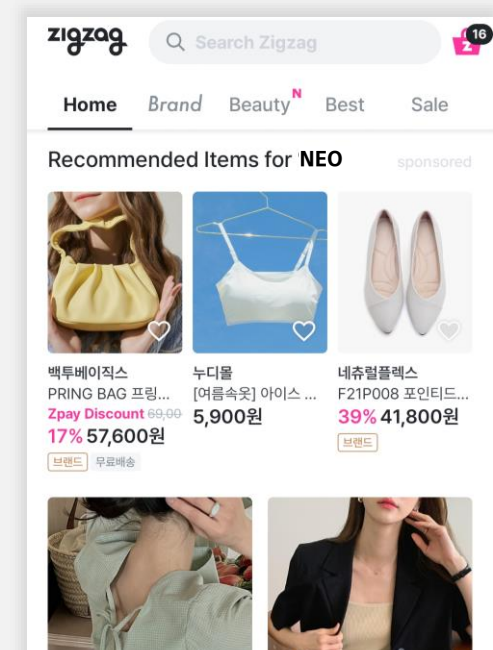 zigzag
Search Zigzag
16
Z
Home Brand Beauty N Best Sale
Recommended Items for 'NEO
sponsored
백투베이직스
PRING BAG 프링...
Zpay Discount 69,00
17% 57,600원
브랜드 무료배송
누디몰
[여름속옷] 아이스 ...
5,900원
네츄럴플렉스
F21P008 포인티드...
39% 41,800원
브랜드